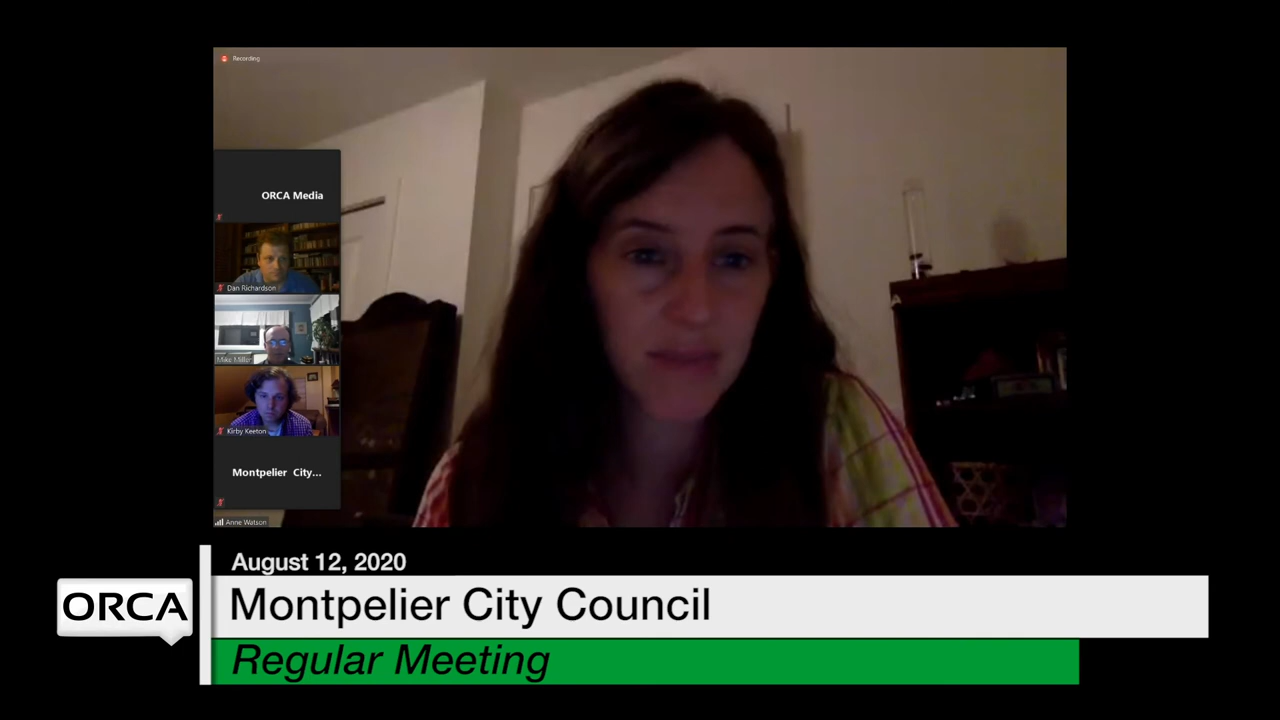 Recording
ORCA Media
Dan Richardson
Mike Miller
Kirby Keeton
Montpelier City...
Anne Watson
August 12, 2020
Montpelier City Council
ORCA
Regular Meeting